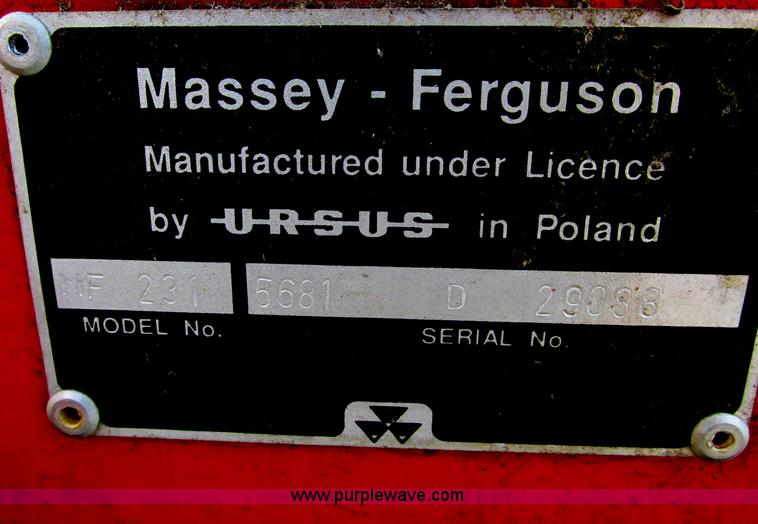 Massey - Ferguson
Manufactured under Licence
by URSUS in Poland
MF 231 5681 D 29088
MODEL No. SERIAL No.
www.purplewave.com